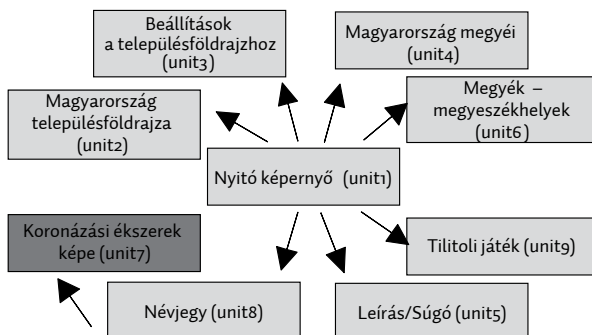 Beállítások
a településföldrajzhoz
(unit3)
Magyarország megyéi
(unit4)
Magyarország
településföldrajza
(unit2)
Megyék –
megyeszékhelyek
(unit6)
Nyitó képernyő (unit1)
Koronázási ékszerek
képe (unit7)
Tilitoli játék (unit9)
Névjegy (unit8)
Leírás/Súgó (unit5)